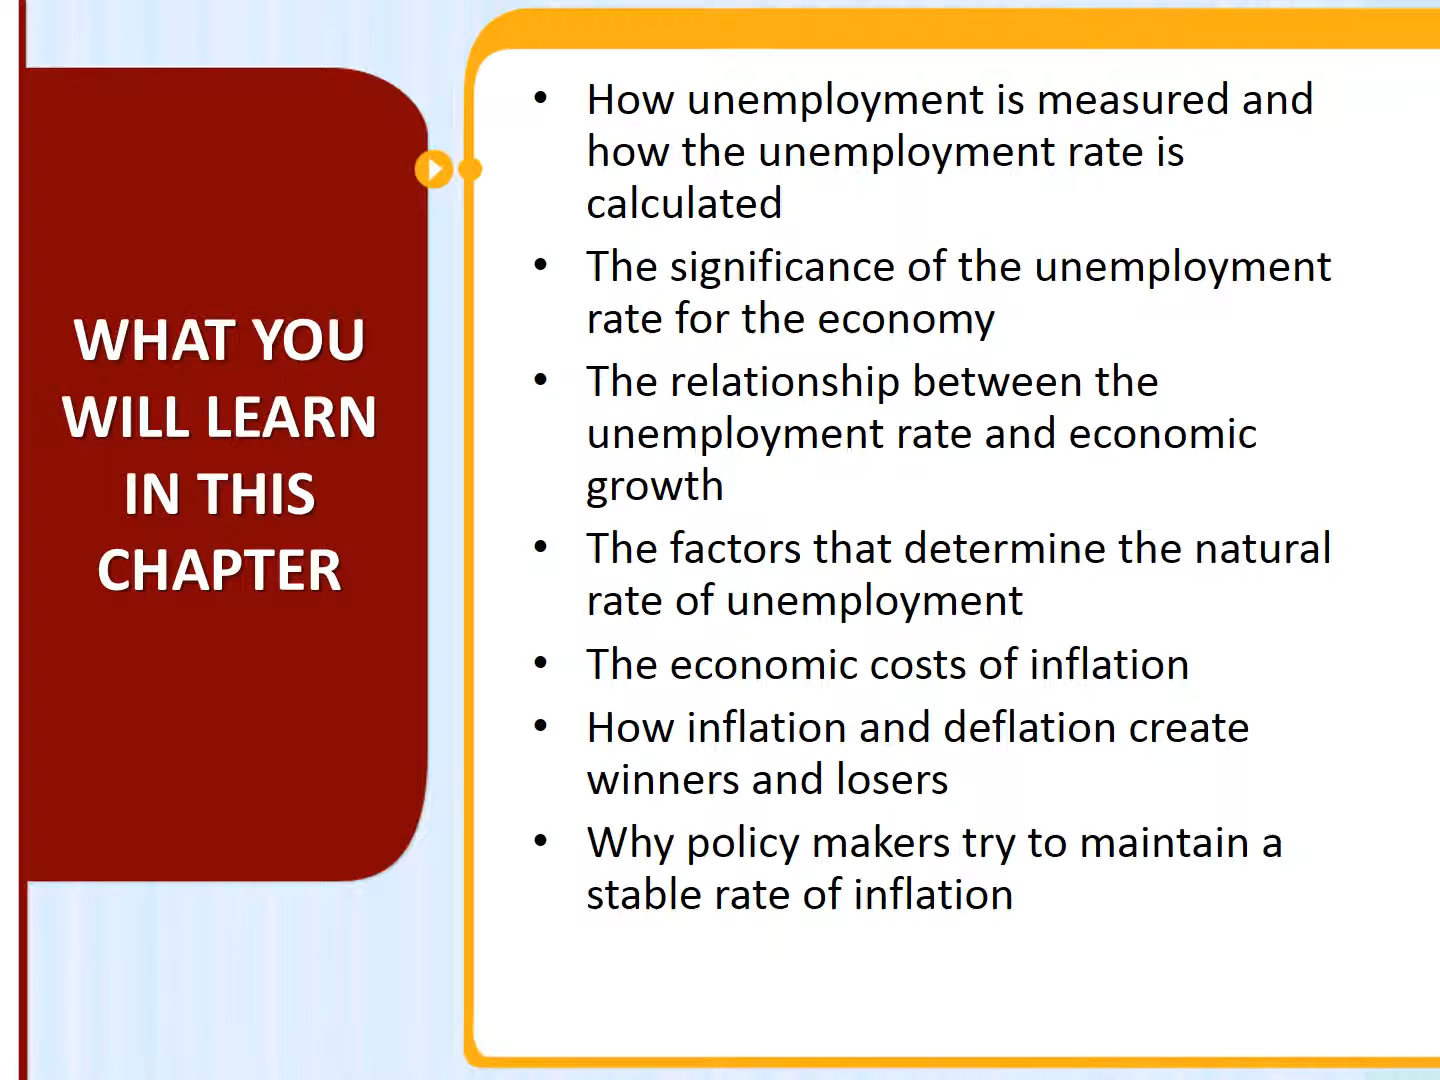 WHAT YOU
WILL LEARN
IN THIS
CHAPTER
• How unemployment is measured and
how the unemployment rate is
calculated
• The significance of the unemployment
rate for the economy
• The relationship between the
unemployment rate and economic
growth
• The factors that determine the natural
rate of unemployment
• The economic costs of inflation
• How inflation and deflation create
winners and losers
• Why policy makers try to maintain a
stable rate of inflation